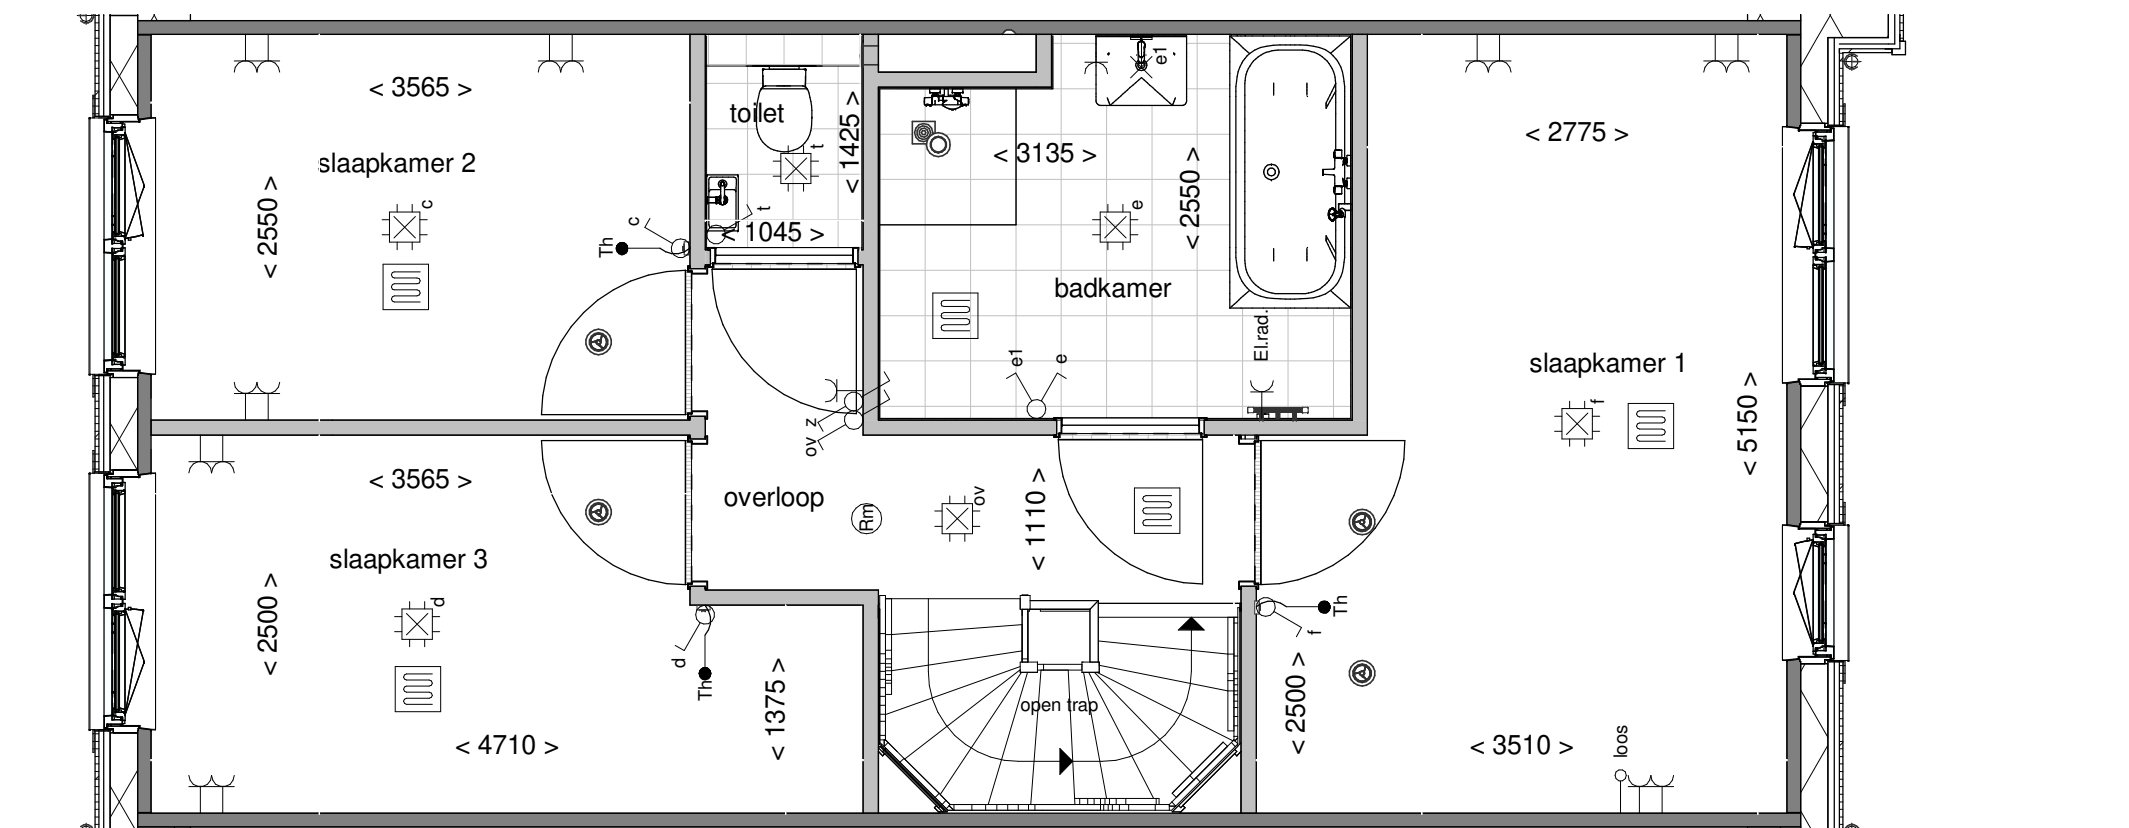 < 3565 >
slaapkamer 2
< 2550 >
c
c
Th
toilet
t
< 1425 >
t
< 1045 >
e1
< 3135 >
< 2550 >
e
badkamer
El.rad.
e1
e
z
ov
< 2775 >
slaapkamer 1
f
< 5150 >
< 3565 >
slaapkamer 3
< 2500 >
d
d
Th
< 4710 >
< 1375 >
overloop
Rm
ov
< 1110 >
open trap
Th
f
< 2500 >
< 3510 >
loos